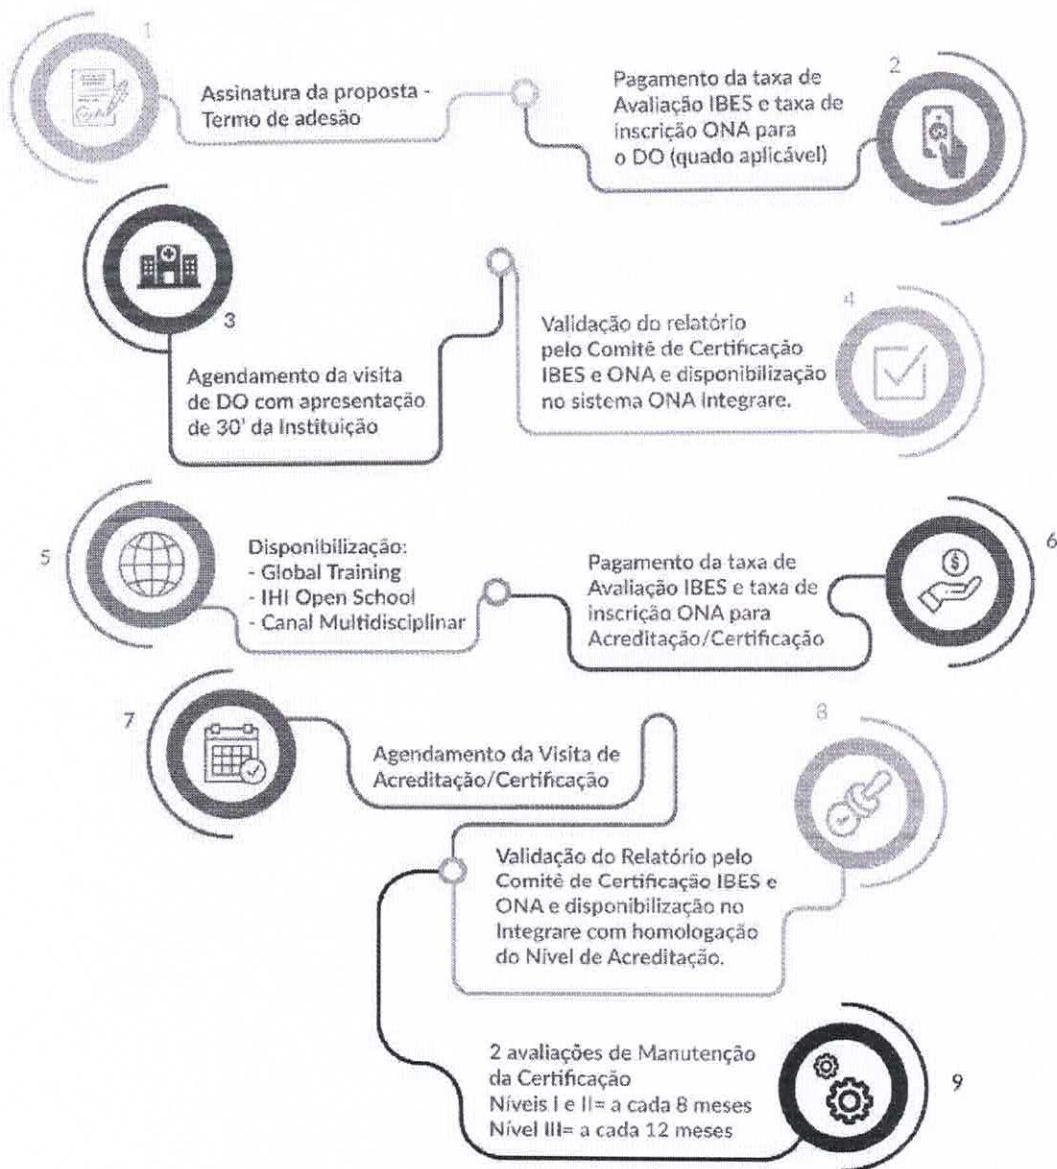 1
Assinatura da proposta -
Termo de adesão
2
Pagamento da taxa de
Avaliação IBES e taxa de
inscrição ONA para
o DO (quado aplicável)
3
Agendamento da visita
de DO com apresentação
de 30' da Instituição
4
Validação do relatório
pelo Comitê de Certificação
IBES e ONA e disponibilização
no sistema ONA Integrare.
5
Disponibilização:
- Global Training
- IHI Open School
- Canal Multidisciplinar
6
$
Pagamento da taxa de
Avaliação IBES e taxa de
inscrição ONA para
Acreditação/Certificação
7
Agendamento da Visita de
Acreditação/Certificação
8
Validação do Relatório pelo
Comitê de Certificação IBES e
ONA e disponibilização no
Integrare com homologação
do Nível de Acreditação.
9
2 avaliações de Manutenção
da Certificação
Níveis I e II= a cada 8 meses
Nível III= a cada 12 meses